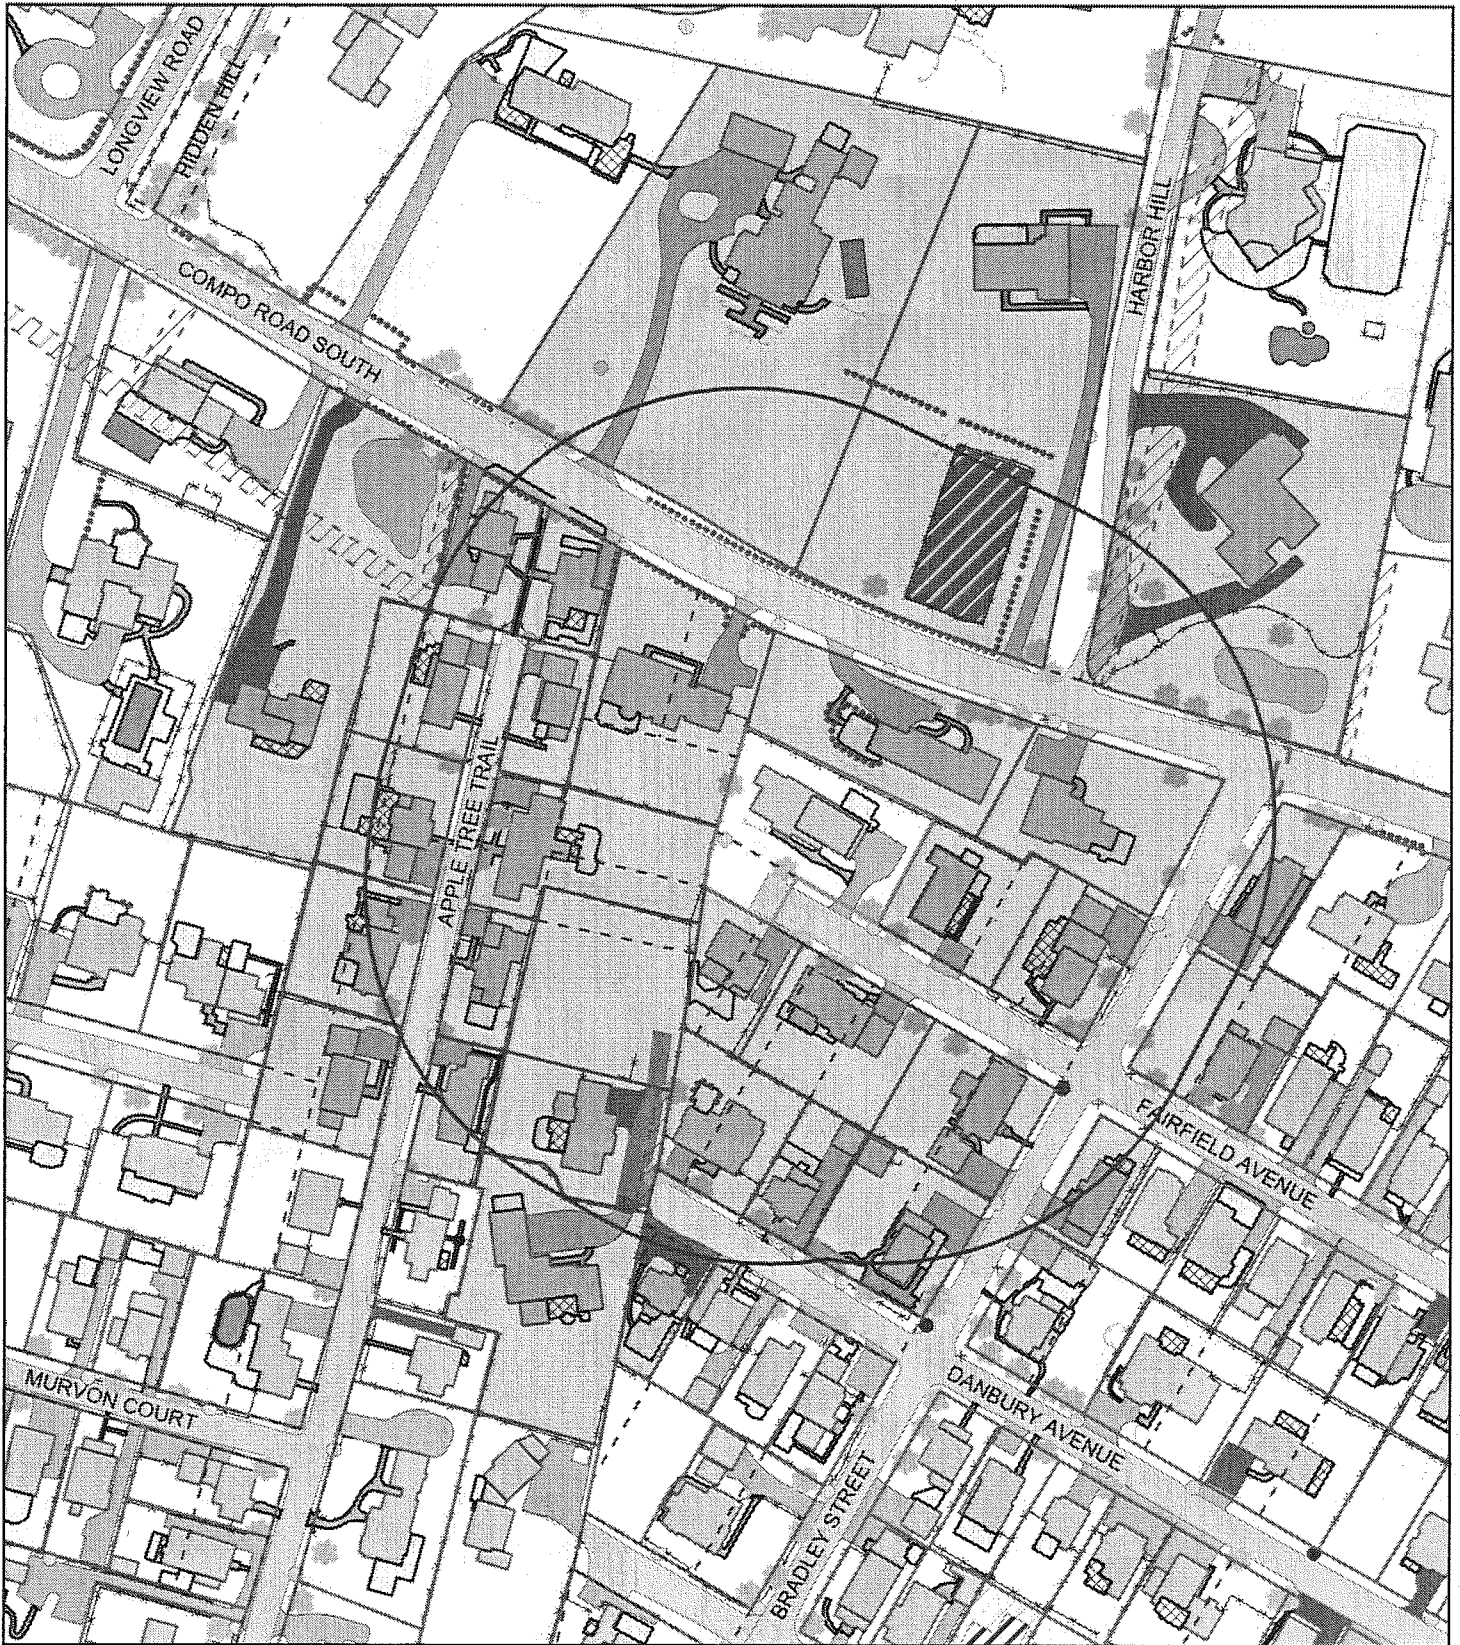 LONGVIEW ROAD
HIDDEN HILL
COMPO ROAD SOUTH
HARBOR HILL
APPLE TREE TRAIL
FAIRFIELD AVENUE
MURVON COURT
DANBURY AVENUE
BRADLEY STREET